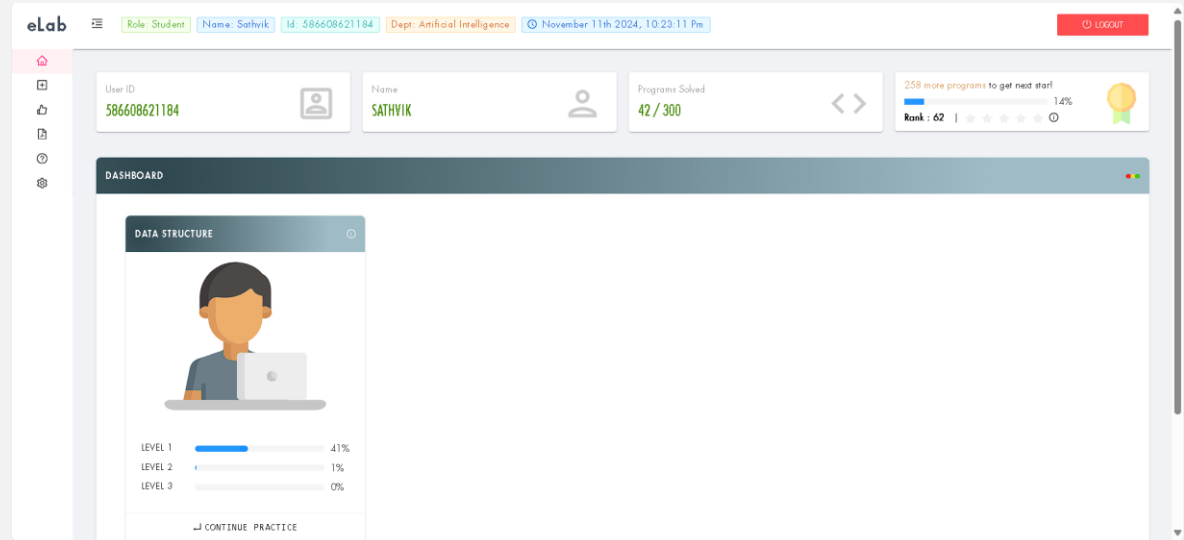 eLab
Role: Student
Name: Sathvik
Id: 586608621184
Dept: Artificial Intelligence
November 11th 2024, 10:23:11 Pm
LOGOUT
User ID
586608621184
Name
SATHVIK
Programs Solved
42 / 300
258 more programs to get next star!
14%
Rank : 62 |
DASHBOARD
DATA STRUCTURE
LEVEL 1 41%
LEVEL 2 1%
LEVEL 3 0%
CONTINUE PRACTICE